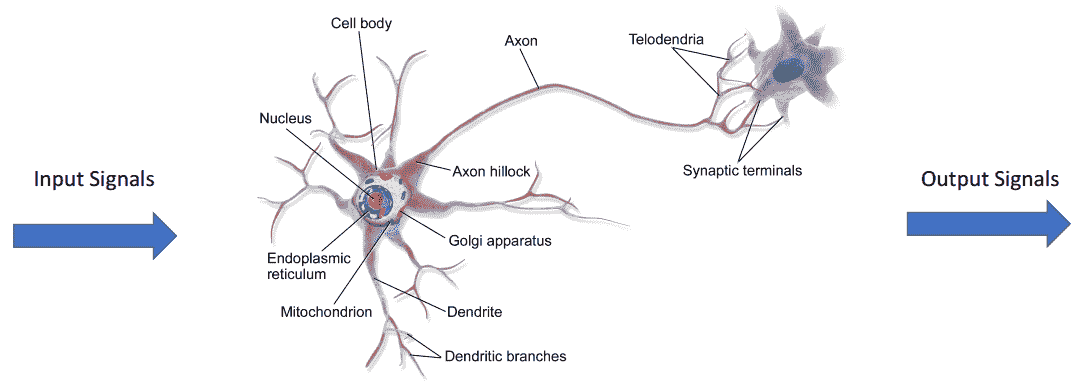 Cell body
Axon
Telodendria
Nucleus
Input Signals
Axon hillock
Synaptic terminals
Output Signals
Golgi apparatus
Endoplasmic
reticulum
Mitochondrion
Dendrite
Dendritic branches